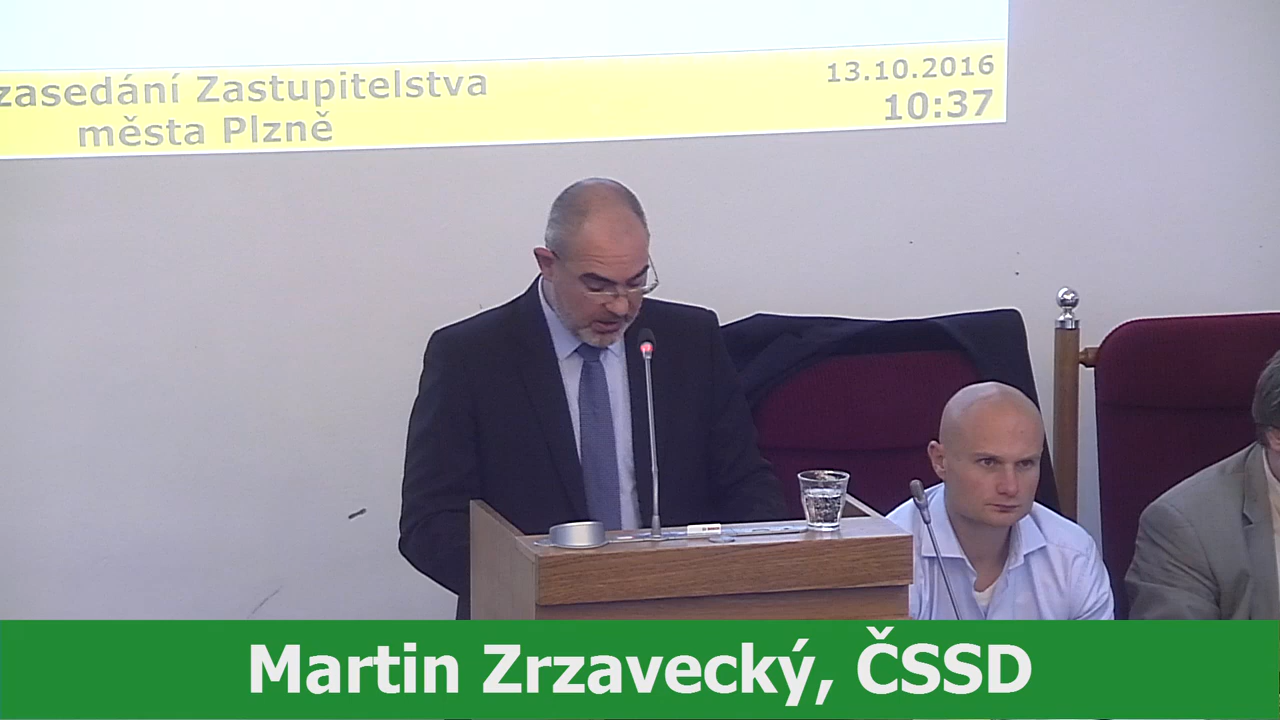 zasedání Zastupitelstva
města Plzně
13.10.2016
10:37
Martin Zrzavecký, ČSSD